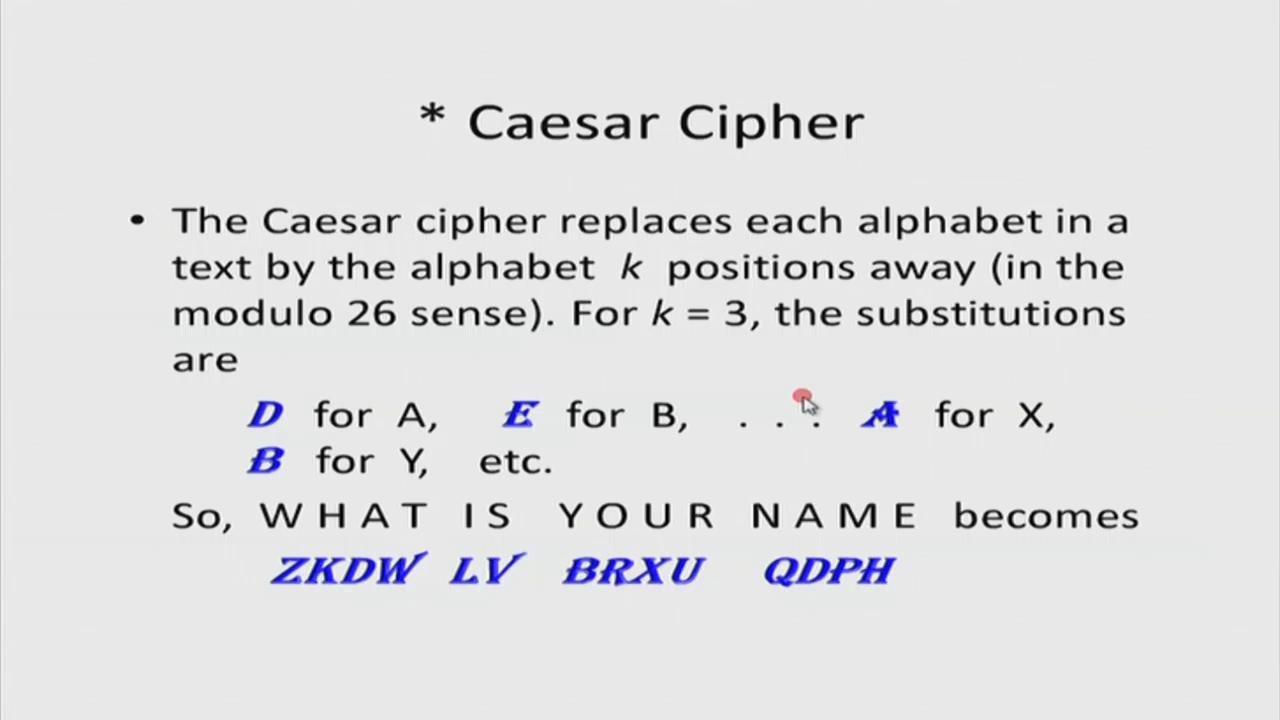 * Caesar Cipher
• The Caesar cipher replaces each alphabet in a
text by the alphabet k positions away (in the
modulo 26 sense). For k = 3, the substitutions
are
D for A, E for B, . . . A for X,
B for Y, etc.
So, W H A T I S Y O U R N A M E becomes
ZKDW LV BRXU QDPH